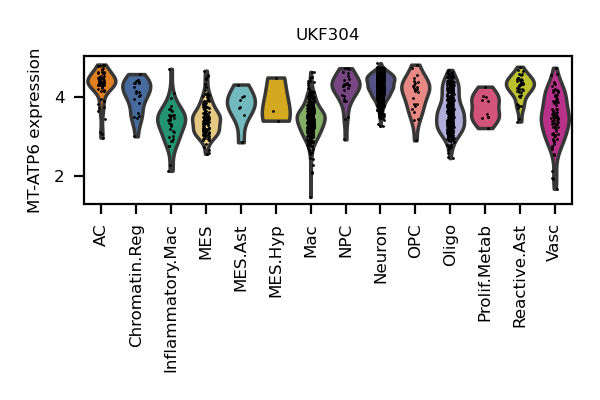 UKF304
MT-ATP6 expression
4
2
AC
Chromatin.Reg
Inflammatory.Mac
MES
MES.Ast
MES.Hyp
Mac
NPC
Neuron
OPC
Oligo
Prolif.Metab
Reactive.Ast
Vasc